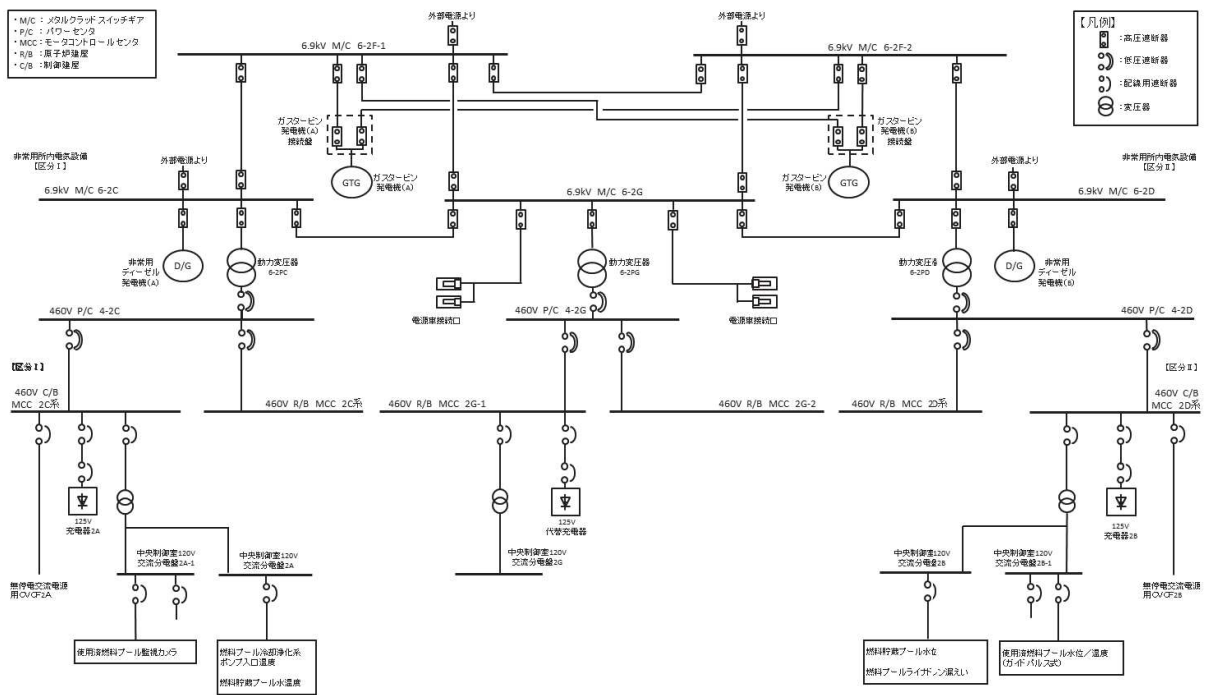 ・M/C：メタルクラッドスイッチギア
・P/C：パワーセンタ
・MCC：モータコントロールセンタ
・R/B：原子炉建屋
・C/B：制御建屋
外部電源より
外部電源より
【凡例】
：高圧遮断器
：低圧遮断器
：配線用遮断器
：変圧器
6.9kV M/C 6-2F-1
6.9kV M/C 6-2F-2
ガスタービン
発電機(A)
接続盤
ガスタービン
発電機(B)
接続盤
非常用所内電気設備
【区分Ⅰ】
外部電源より
GTG
ガスタービン
発電機(A)
ガスタービン
発電機(B)
GTG
外部電源より
非常用所内電気設備
【区分Ⅱ】
6.9kV M/C 6-2C
6.9kV M/C 6-2G
6.9kV M/C 6-2D
非常用
ディーゼル
発電機(A)
D/G
動力変圧器
6-2PC
動力変圧器
6-2PG
動力変圧器
6-2PD
D/G
非常用
ディーゼル
発電機(B)
電源車接続口
電源車接続口
460V P/C 4-2C
460V P/C 4-2G
460V P/C 4-2D
【区分Ⅰ】
【区分Ⅱ】
460V C/B
MCC 2C系
460V R/B MCC 2C系
460V R/B MCC 2G-1
460V R/B MCC 2G-2
460V R/B MCC 2D系
460V C/B
MCC 2D系
125V
充電器2A
125V
代替充電器
125V
充電器2B
無停電交流電源
用CVCF2A
中央制御室120V
交流分電盤2A-1
中央制御室120V
交流分電盤2A
中央制御室120V
交流分電盤2G
中央制御室120V
交流分電盤2B
中央制御室120V
交流分電盤2B-1
無停電交流電源
用CVCF2B
使用済燃料プール監視カメラ
燃料プール冷却浄化系
ポンプ入口温度
燃料貯蔵プール水温度
燃料貯蔵プール水位
燃料プールライナドレン漏えい
使用済燃料プール水位／温度
(ガイドパルス式)